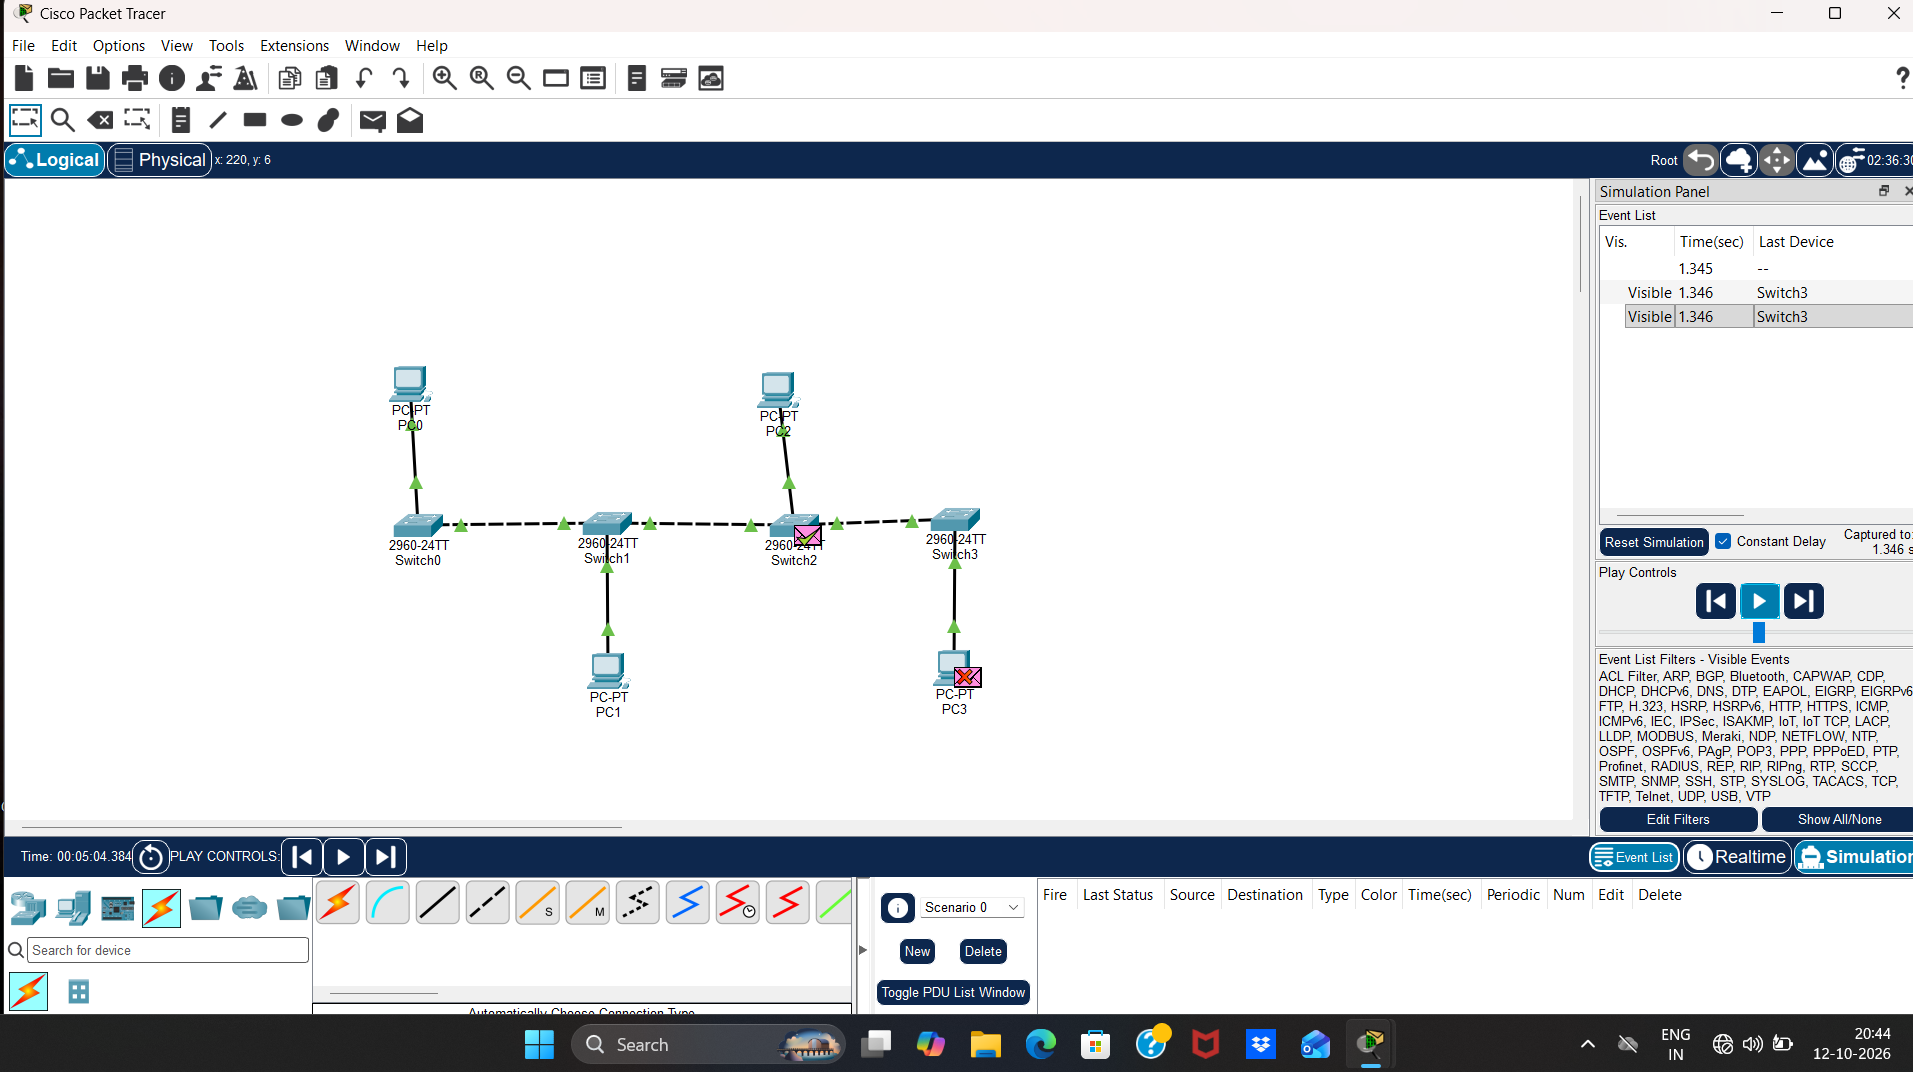 Cisco Packet Tracer
File Edit Options View Tools Extensions Window Help
Logical Physical x: 220, y: 6 Root 02:36:30
Simulation Panel
Event List
Vis. Time(sec) Last Device
1.345 --
Visible 1.346 Switch3
Visible 1.346 Switch3
PC-PT
PC0
PC-PT
PC2
2960-24TT
Switch0
2960-24TT
Switch1
2960-24TT
Switch2
2960-24TT
Switch3
PC-PT
PC1
PC-PT
PC3
Reset Simulation Constant Delay Captured to:
1.346 s
Play Controls
Event List Filters - Visible Events
ACL Filter, ARP, BGP, Bluetooth, CAPWAP, CDP,
DHCP, DHCPv6, DNS, DTP, EAPOL, EIGRP, EIGRPv6
FTP, H.323, HSRP, HSRPv6, HTTP, HTTPS, ICMP,
ICMPv6, IEC, IPSec, ISAKMP, IoT, IoT TCP, LACP,
LLDP, MODBUS, Meraki, NDP, NETFLOW, NTP,
OSPF, OSPFv6, PAgP, POP3, PPP, PPPoED, PTP,
Profinet, RADIUS, REP, RIP, RIPng, RTP, SCCP,
SMTP, SNMP, SSH, STP, SYSLOG, TACACS, TCP,
TFTP, Telnet, UDP, USB, VTP
Edit Filters Show All/None
Time: 00:05:04.384 PLAY CONTROLS: Event List Realtime Simulation
S M
Search for device
Automatically Choose Connection Type
Scenario 0
New Delete
Toggle PDU List Window
Fire Last Status Source Destination Type Color Time(sec) Periodic Num Edit Delete
Search
ENG
IN
20:44
12-10-2026